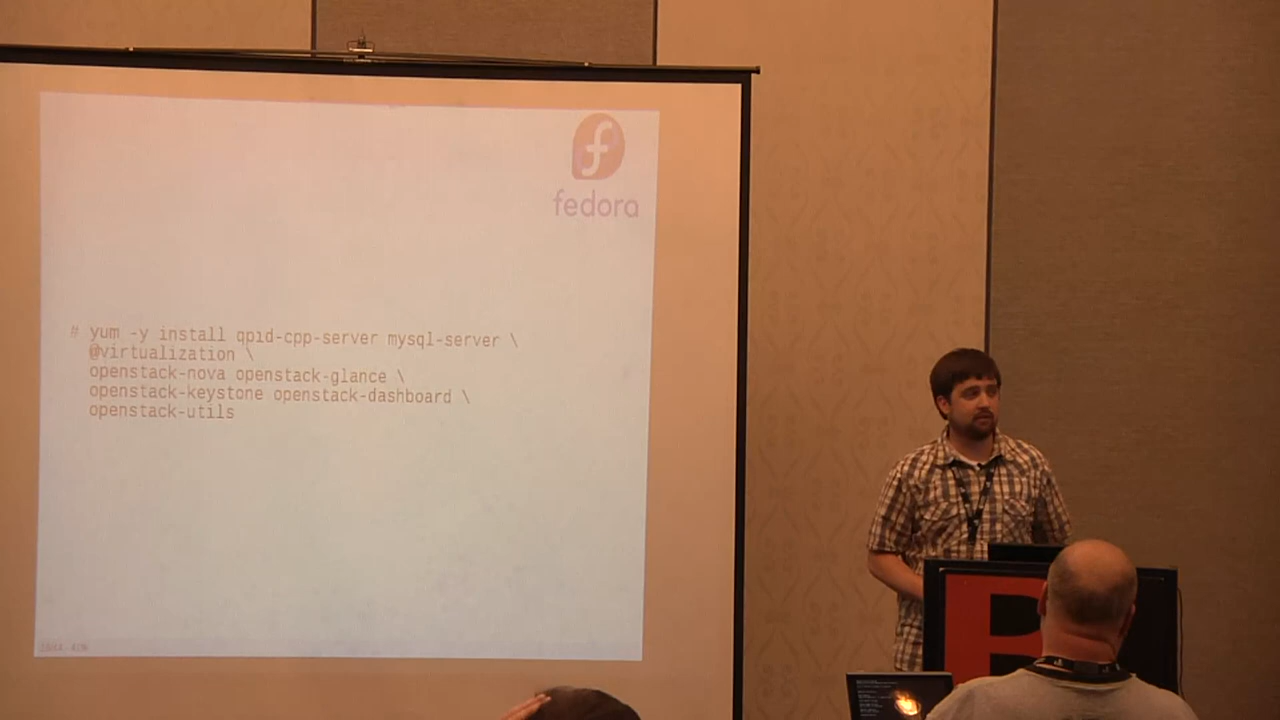 fedora
# yum -y install qpid-cpp-server mysql-server \
@virtualization \
openstack-nova openstack-glance \
openstack-keystone openstack-dashboard \
openstack-utils